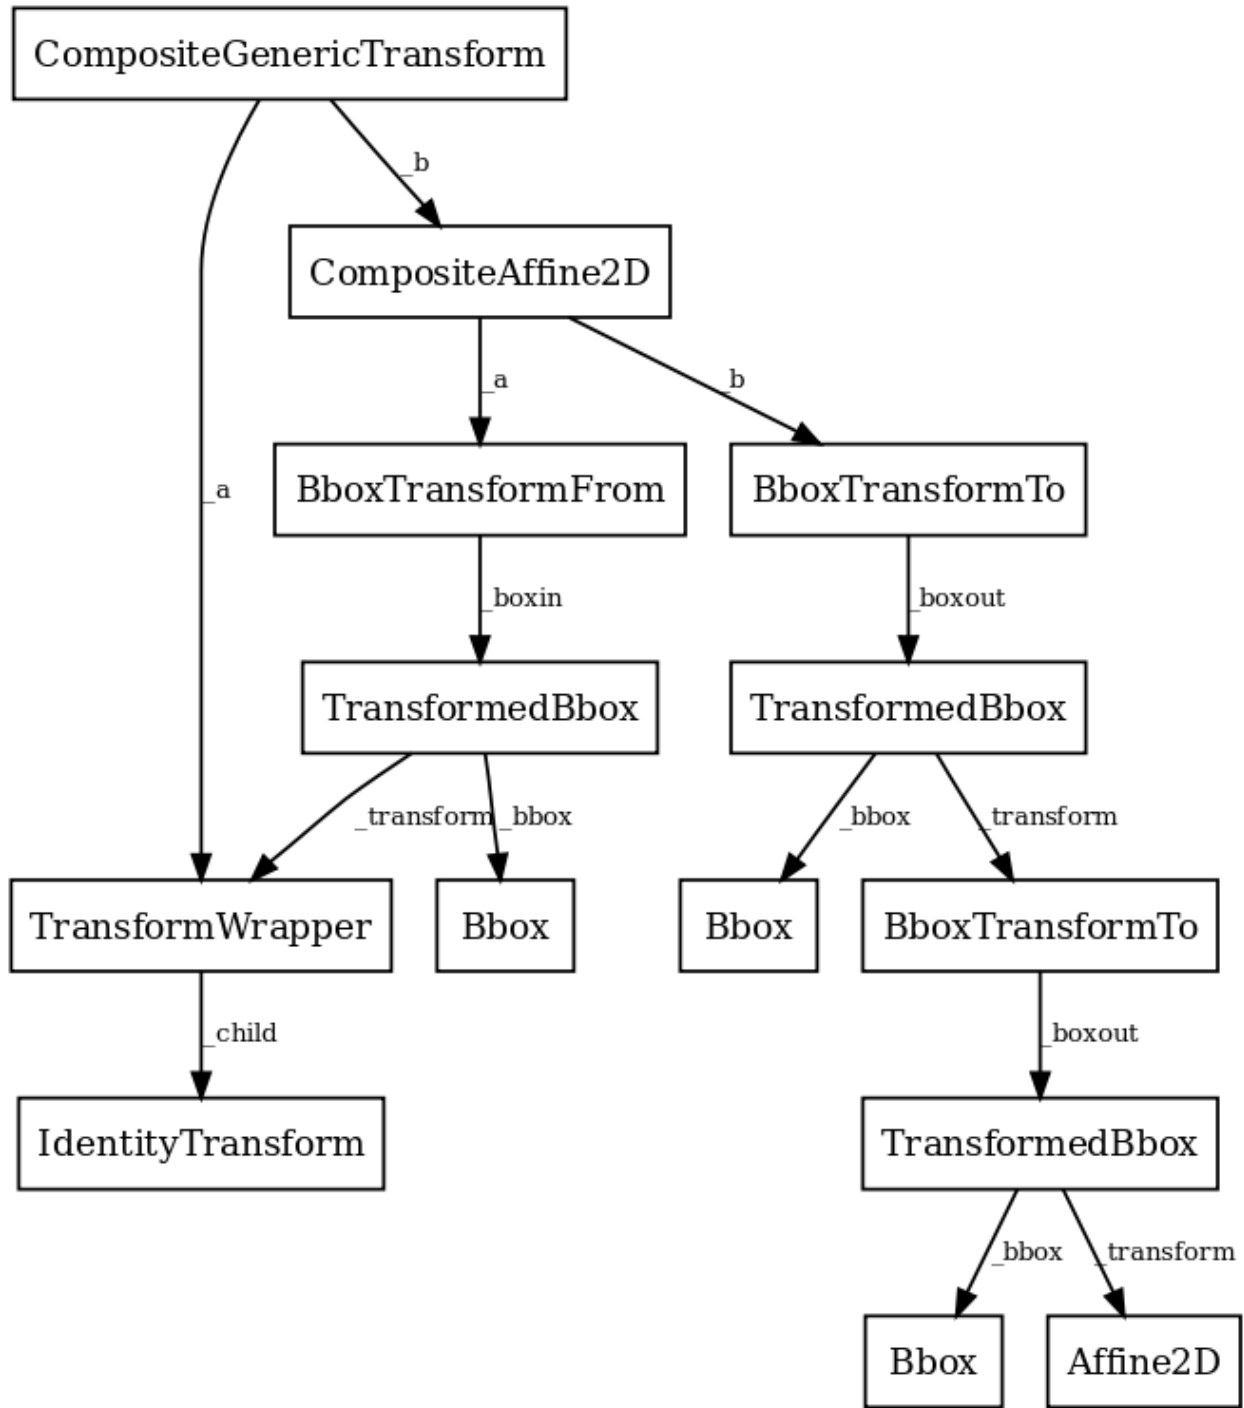 CompositeGenericTransform
_b
CompositeAffine2D
_a
_b
_a
BboxTransformFrom
BboxTransformTo
_boxin
_boxout
TransformedBbox
TransformedBbox
_transform
_bbox
_bbox
_transform
TransformWrapper
Bbox
Bbox
BboxTransformTo
_child
_boxout
IdentityTransform
TransformedBbox
_bbox
_transform
Bbox
Affine2D